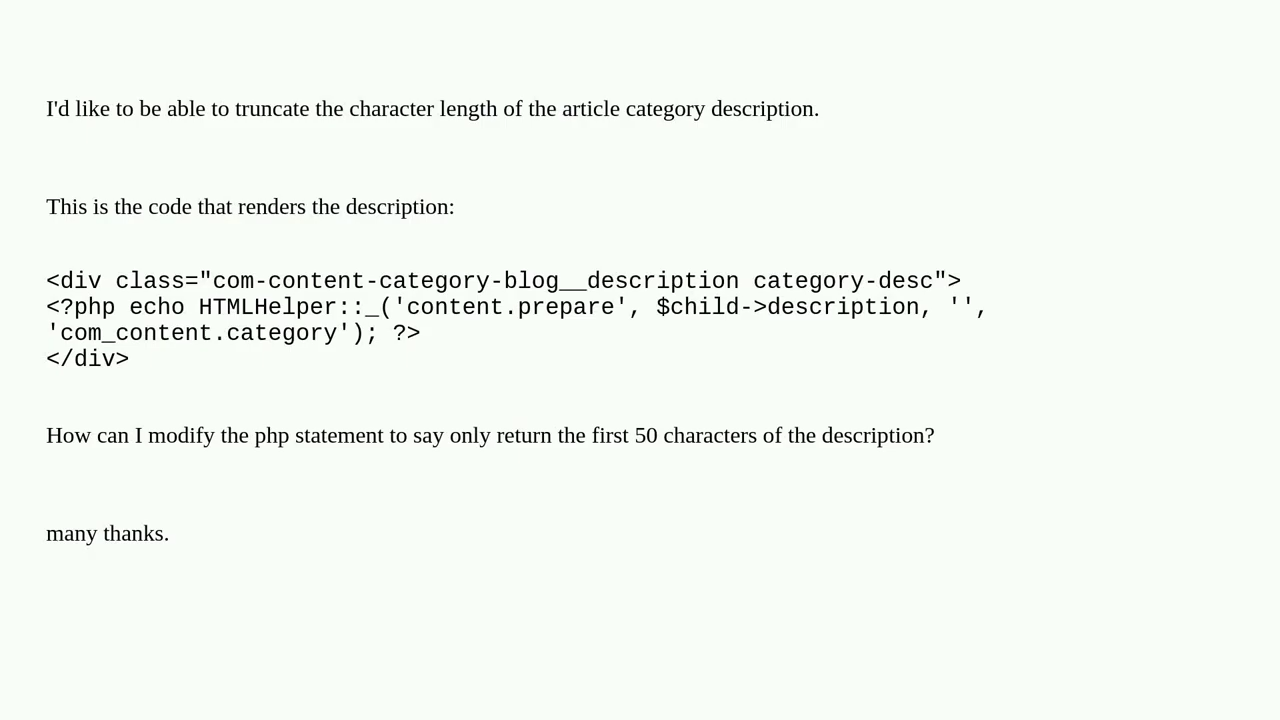 I'd like to be able to truncate the character length of the article category description.
This is the code that renders the description:
<div class="com-content-category-blog__description category-desc">
<?php echo HTMLHelper::_('content.prepare', $child->description, '',
'com_content.category'); ?>
</div>
How can I modify the php statement to say only return the first 50 characters of the description?
many thanks.